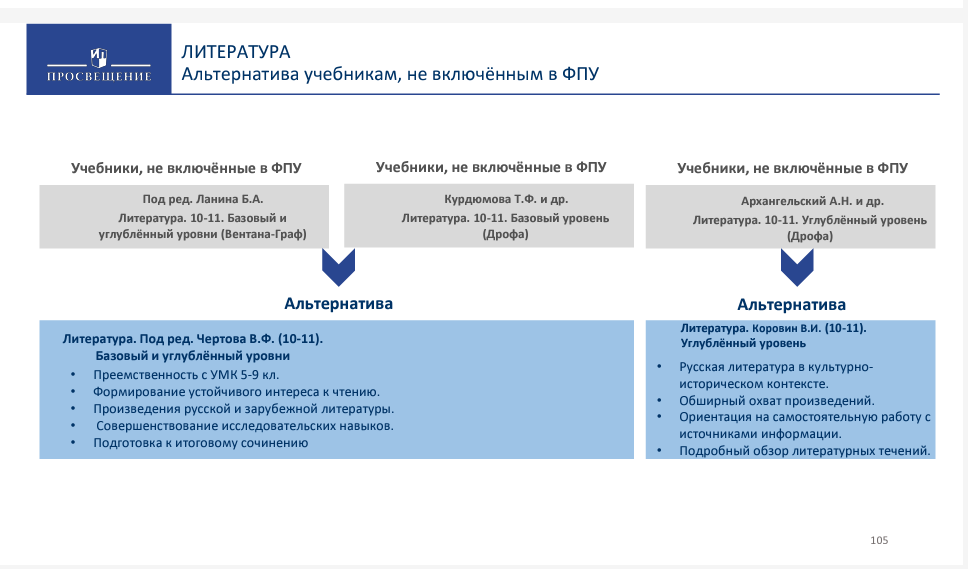 ПРОСВЕЩЕНИЕ
ЛИТЕРАТУРА
Альтернатива учебникам, не включённым в ФПУ
Учебники, не включённые в ФПУ
Под ред. Ланина Б.А.
Литература. 10-11. Базовый и
углублённый уровни (Вентана-Граф)
Учебники, не включённые в ФПУ
Курдюмова Т.Ф. и др.
Литература. 10-11. Базовый уровень
(Дрофа)
Учебники, не включённые в ФПУ
Архангельский А.Н. и др.
Литература. 10-11. Углублённый уровень
(Дрофа)
Альтернатива
Литература. Под ред. Чертова В.Ф. (10-11).
Базовый и углублённый уровни
• Преемственность с УМК 5-9 кл.
• Формирование устойчивого интереса к чтению.
• Произведения русской и зарубежной литературы.
• Совершенствование исследовательских навыков.
• Подготовка к итоговому сочинению
Альтернатива
Литература. Коровин В.И. (10-11).
Углублённый уровень
• Русская литература в культурно-
историческом контексте.
• Обширный охват произведений.
• Ориентация на самостоятельную работу с
источниками информации.
• Подробный обзор литературных течений.
105